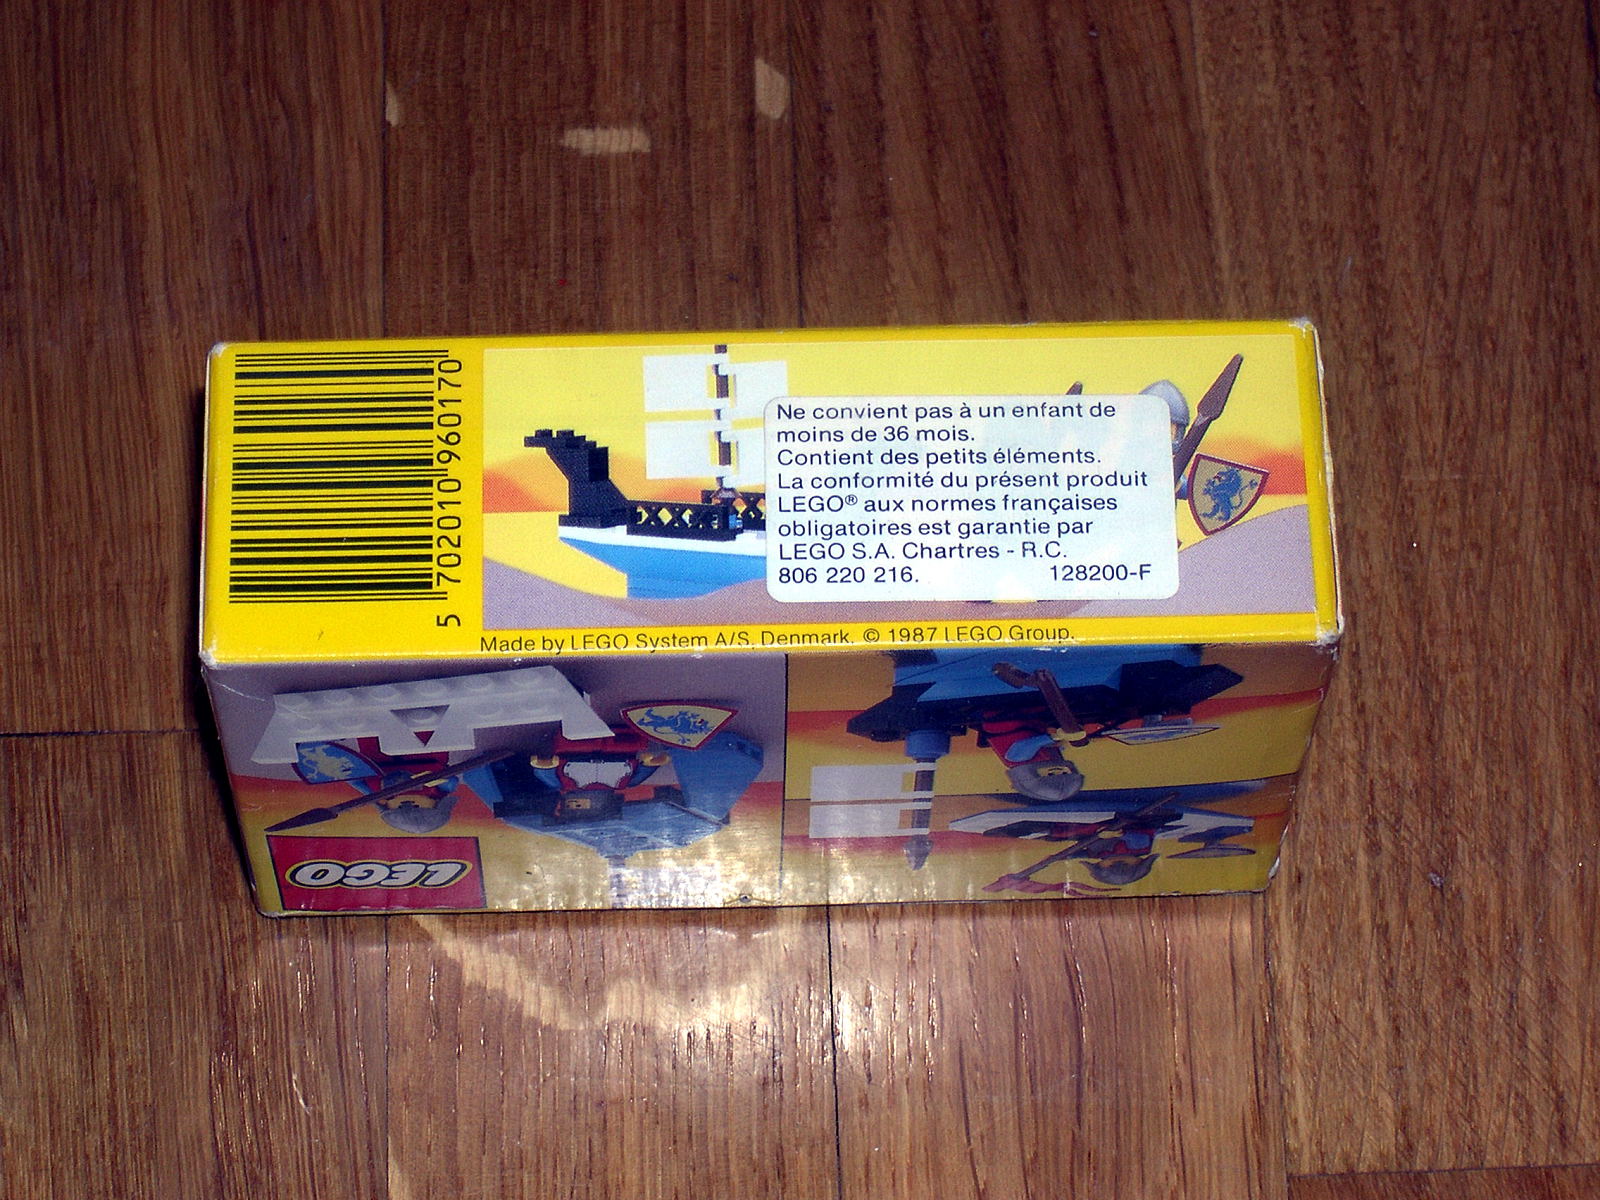 5 702010 960170
Ne convient pas à un enfant de
moins de 36 mois.
Contient des petits éléments.
La conformité du présent produit
LEGO® aux normes françaises
obligatoires est garantie par
LEGO S.A. Chartres - R.C.
806 220 216. 128200-F
Made by LEGO System A/S, Denmark. © 1987 LEGO Group.
LEGO